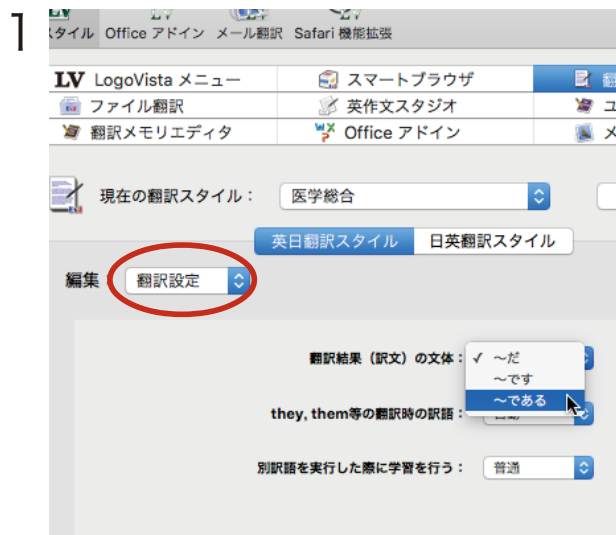 1
LV LV LV
スタイル Office アドイン メール翻訳 Safari 機能拡張
LV LogoVista メニュー スマートブラウザ 翻
ファイル翻訳 英作文スタジオ ユ
翻訳メモリエディタ Office アドイン メ
現在の翻訳スタイル： 医学総合
英日翻訳スタイル 日英翻訳スタイル
編集： 翻訳設定
翻訳結果（訳文）の文体： ✓ 〜だ
〜です
〜である
they, them等の翻訳時の訳語：
別訳語を実行した際に学習を行う： 普通